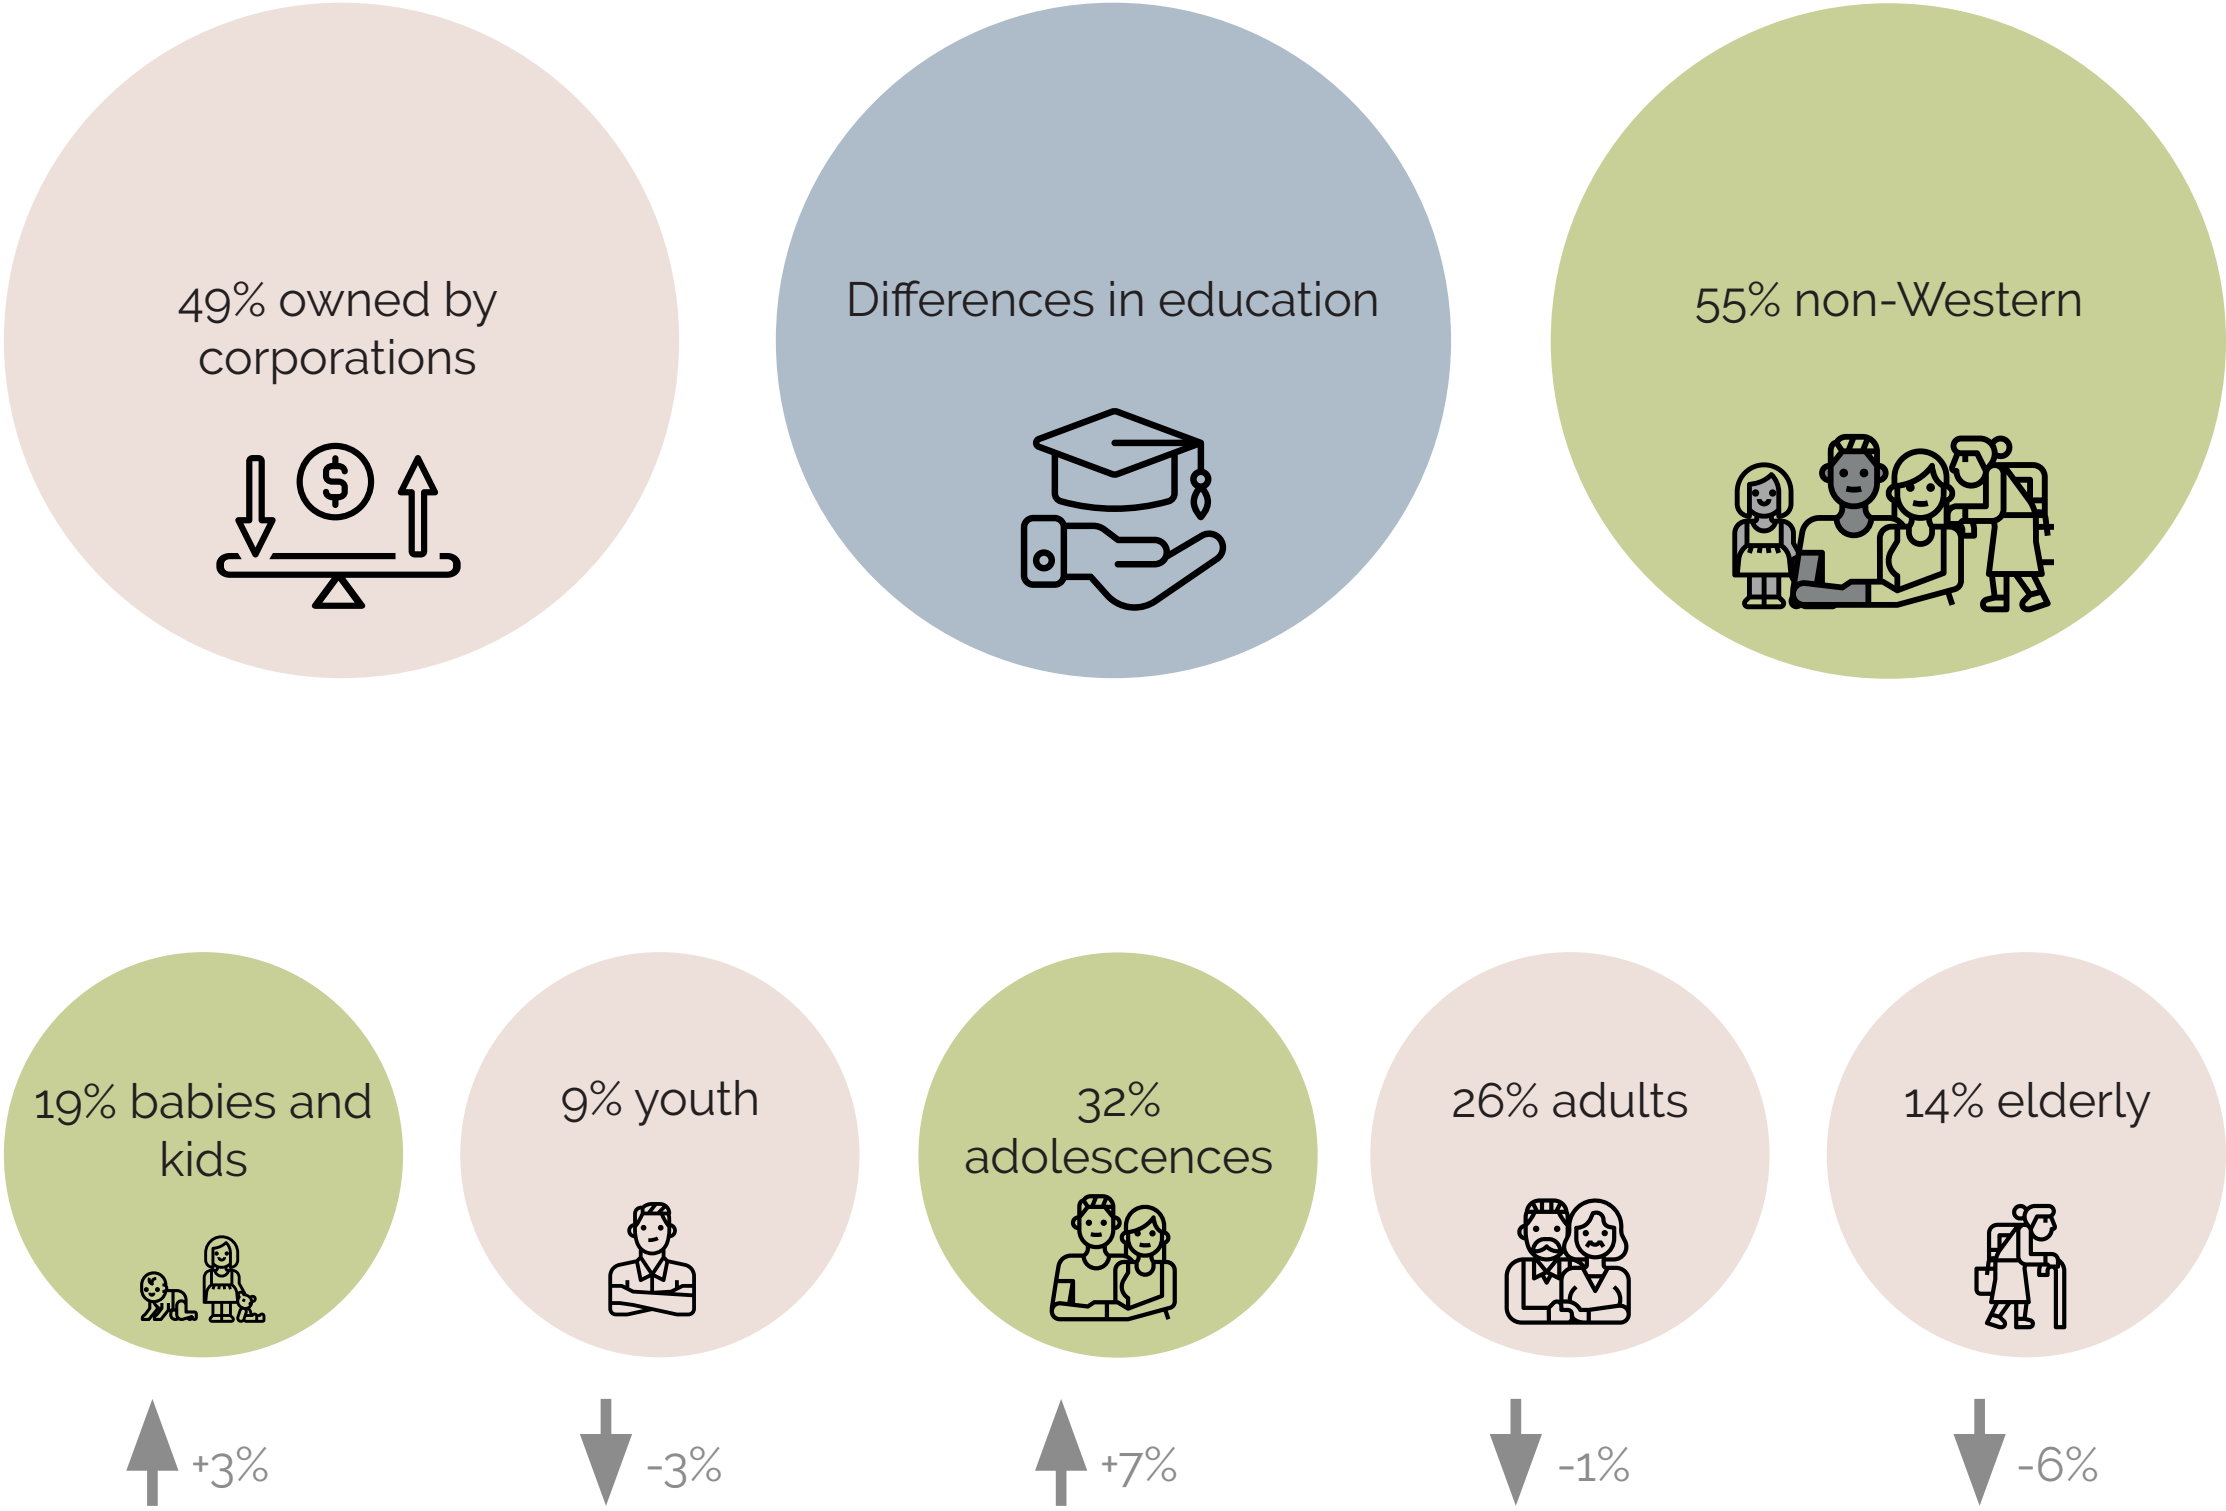 49% owned by
corporations
Differences in education
55% non-Western
$
19% babies and
kids
9% youth
32%
adolescences
26% adults
14% elderly
+3%
-3%
+7%
-1%
-6%